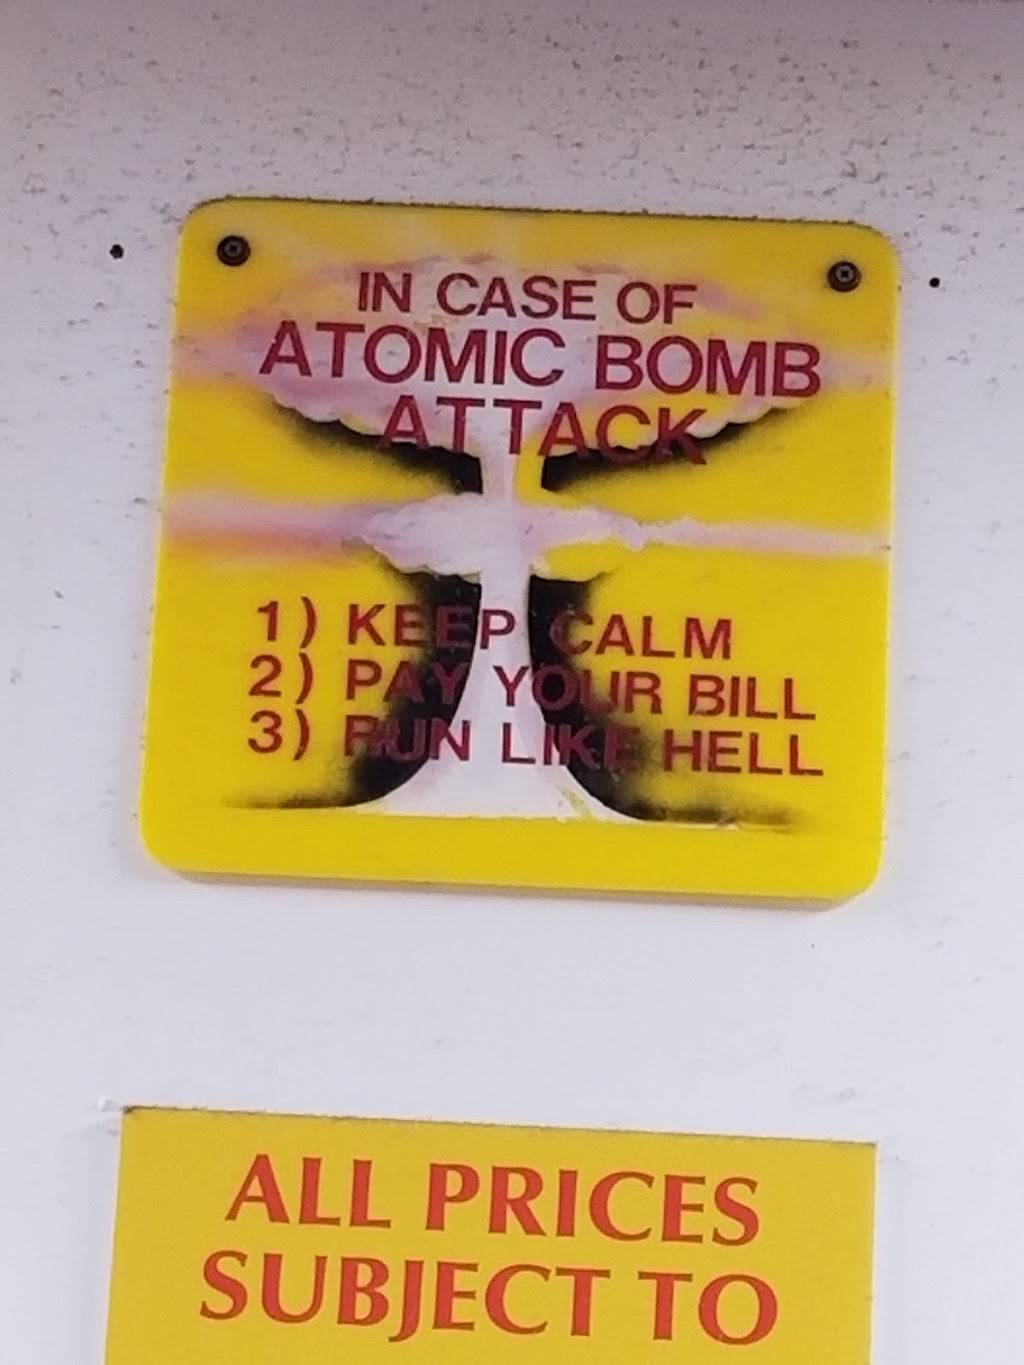 IN CASE OF
ATOMIC BOMB
ATTACK
1) KEEP CALM
2) PAY YOUR BILL
3) RUN LIKE HELL
ALL PRICES
SUBJECT TO